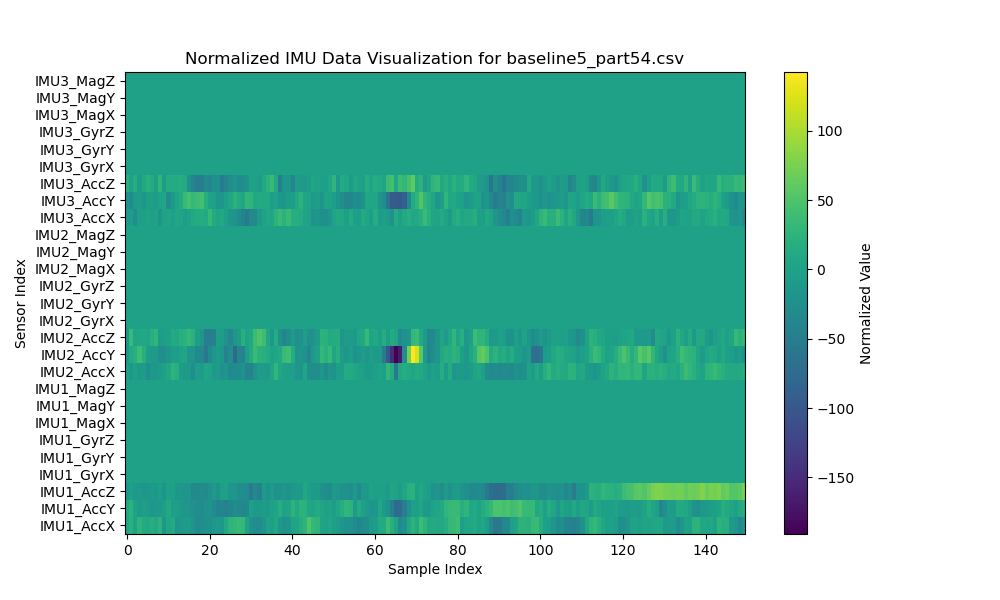 Normalized IMU Data Visualization for baseline5_part54.csv
IMU3_MagZ
IMU3_MagY
IMU3_MagX
IMU3_GyrZ
IMU3_GyrY
IMU3_GyrX
IMU3_AccZ
IMU3_AccY
IMU3_AccX
IMU2_MagZ
IMU2_MagY
IMU2_MagX
IMU2_GyrZ
IMU2_GyrY
IMU2_GyrX
IMU2_AccZ
IMU2_AccY
IMU2_AccX
IMU1_MagZ
IMU1_MagY
IMU1_MagX
IMU1_GyrZ
IMU1_GyrY
IMU1_GyrX
IMU1_AccZ
IMU1_AccY
IMU1_AccX
Sensor Index
0 20 40 60 80 100 120 140
Sample Index
100
50
0
−50
−100
−150
Normalized Value